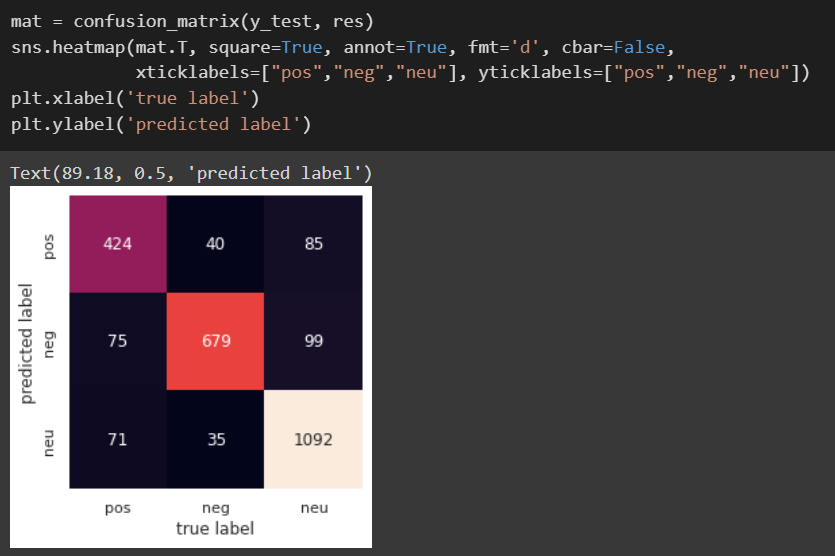 mat = confusion_matrix(y_test, res)
sns.heatmap(mat.T, square=True, annot=True, fmt='d', cbar=False,
            xticklabels=["pos","neg","neu"], yticklabels=["pos","neg","neu"])
plt.xlabel('true label')
plt.ylabel('predicted label')
Text(89.18, 0.5, 'predicted label')
predicted label
pos
424 40 85
neg
75 679 99
neu
71 35 1092
pos neg neu
true label